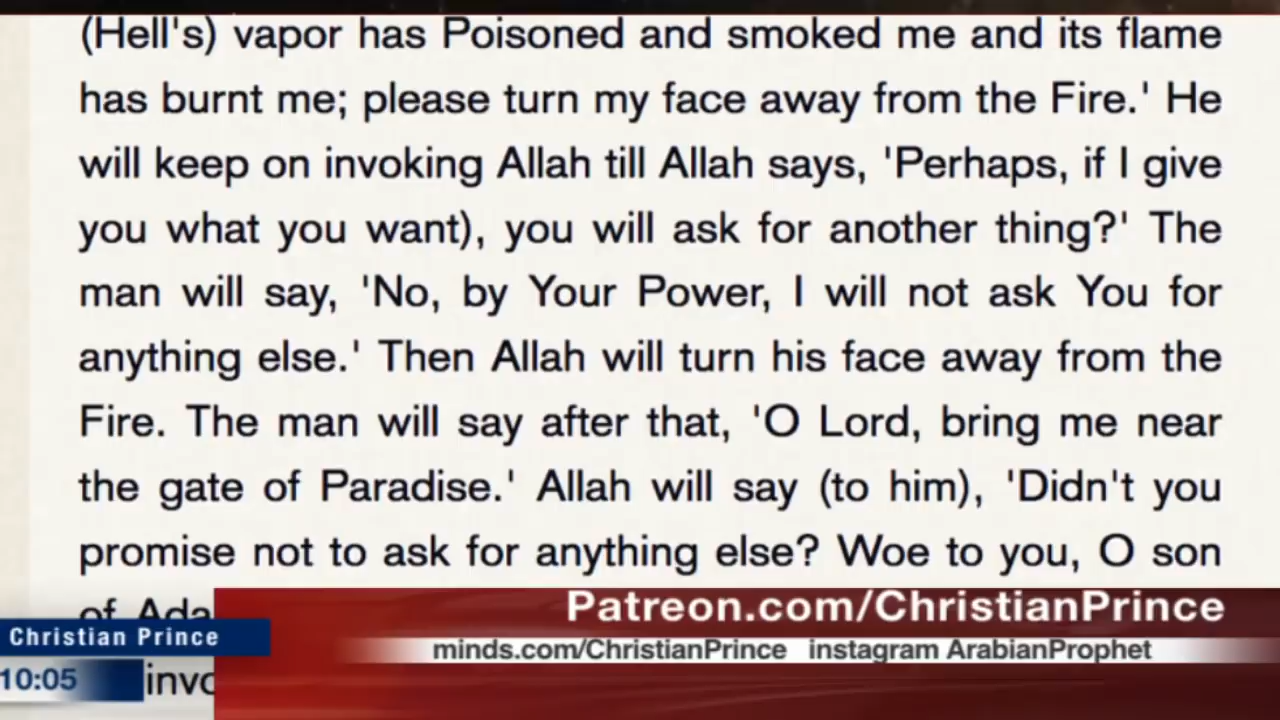 (Hell's) vapor has Poisoned and smoked me and its flame
has burnt me; please turn my face away from the Fire.' He
will keep on invoking Allah till Allah says, 'Perhaps, if I give
you what you want), you will ask for another thing?' The
man will say, 'No, by Your Power, I will not ask You for
anything else.' Then Allah will turn his face away from the
Fire. The man will say after that, 'O Lord, bring me near
the gate of Paradise.' Allah will say (to him), 'Didn't you
promise not to ask for anything else? Woe to you, O son
of Ada
Patreon.com/ChristianPrince
Christian Prince
minds.com/ChristianPrince instagram ArabianProphet
10:05
invo